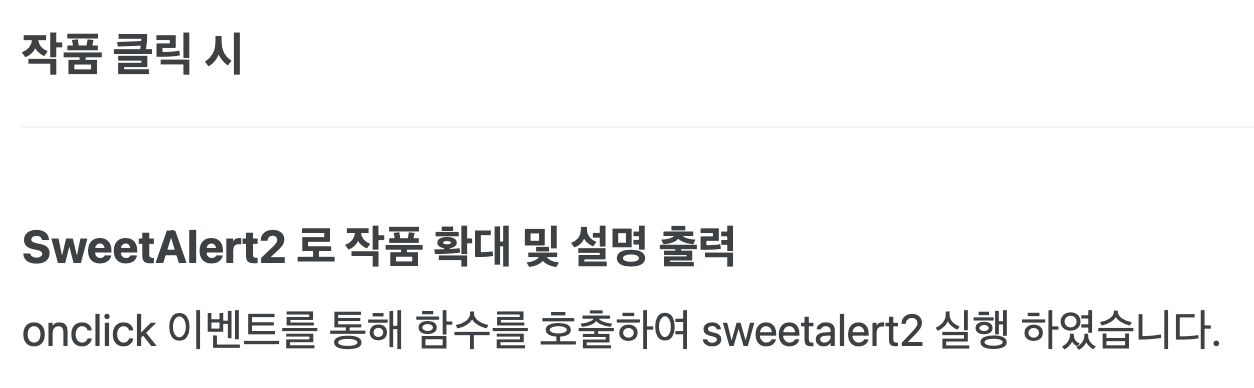 작품 클릭 시
SweetAlert2 로 작품 확대 및 설명 출력
onclick 이벤트를 통해 함수를 호출하여 sweetalert2 실행 하였습니다.